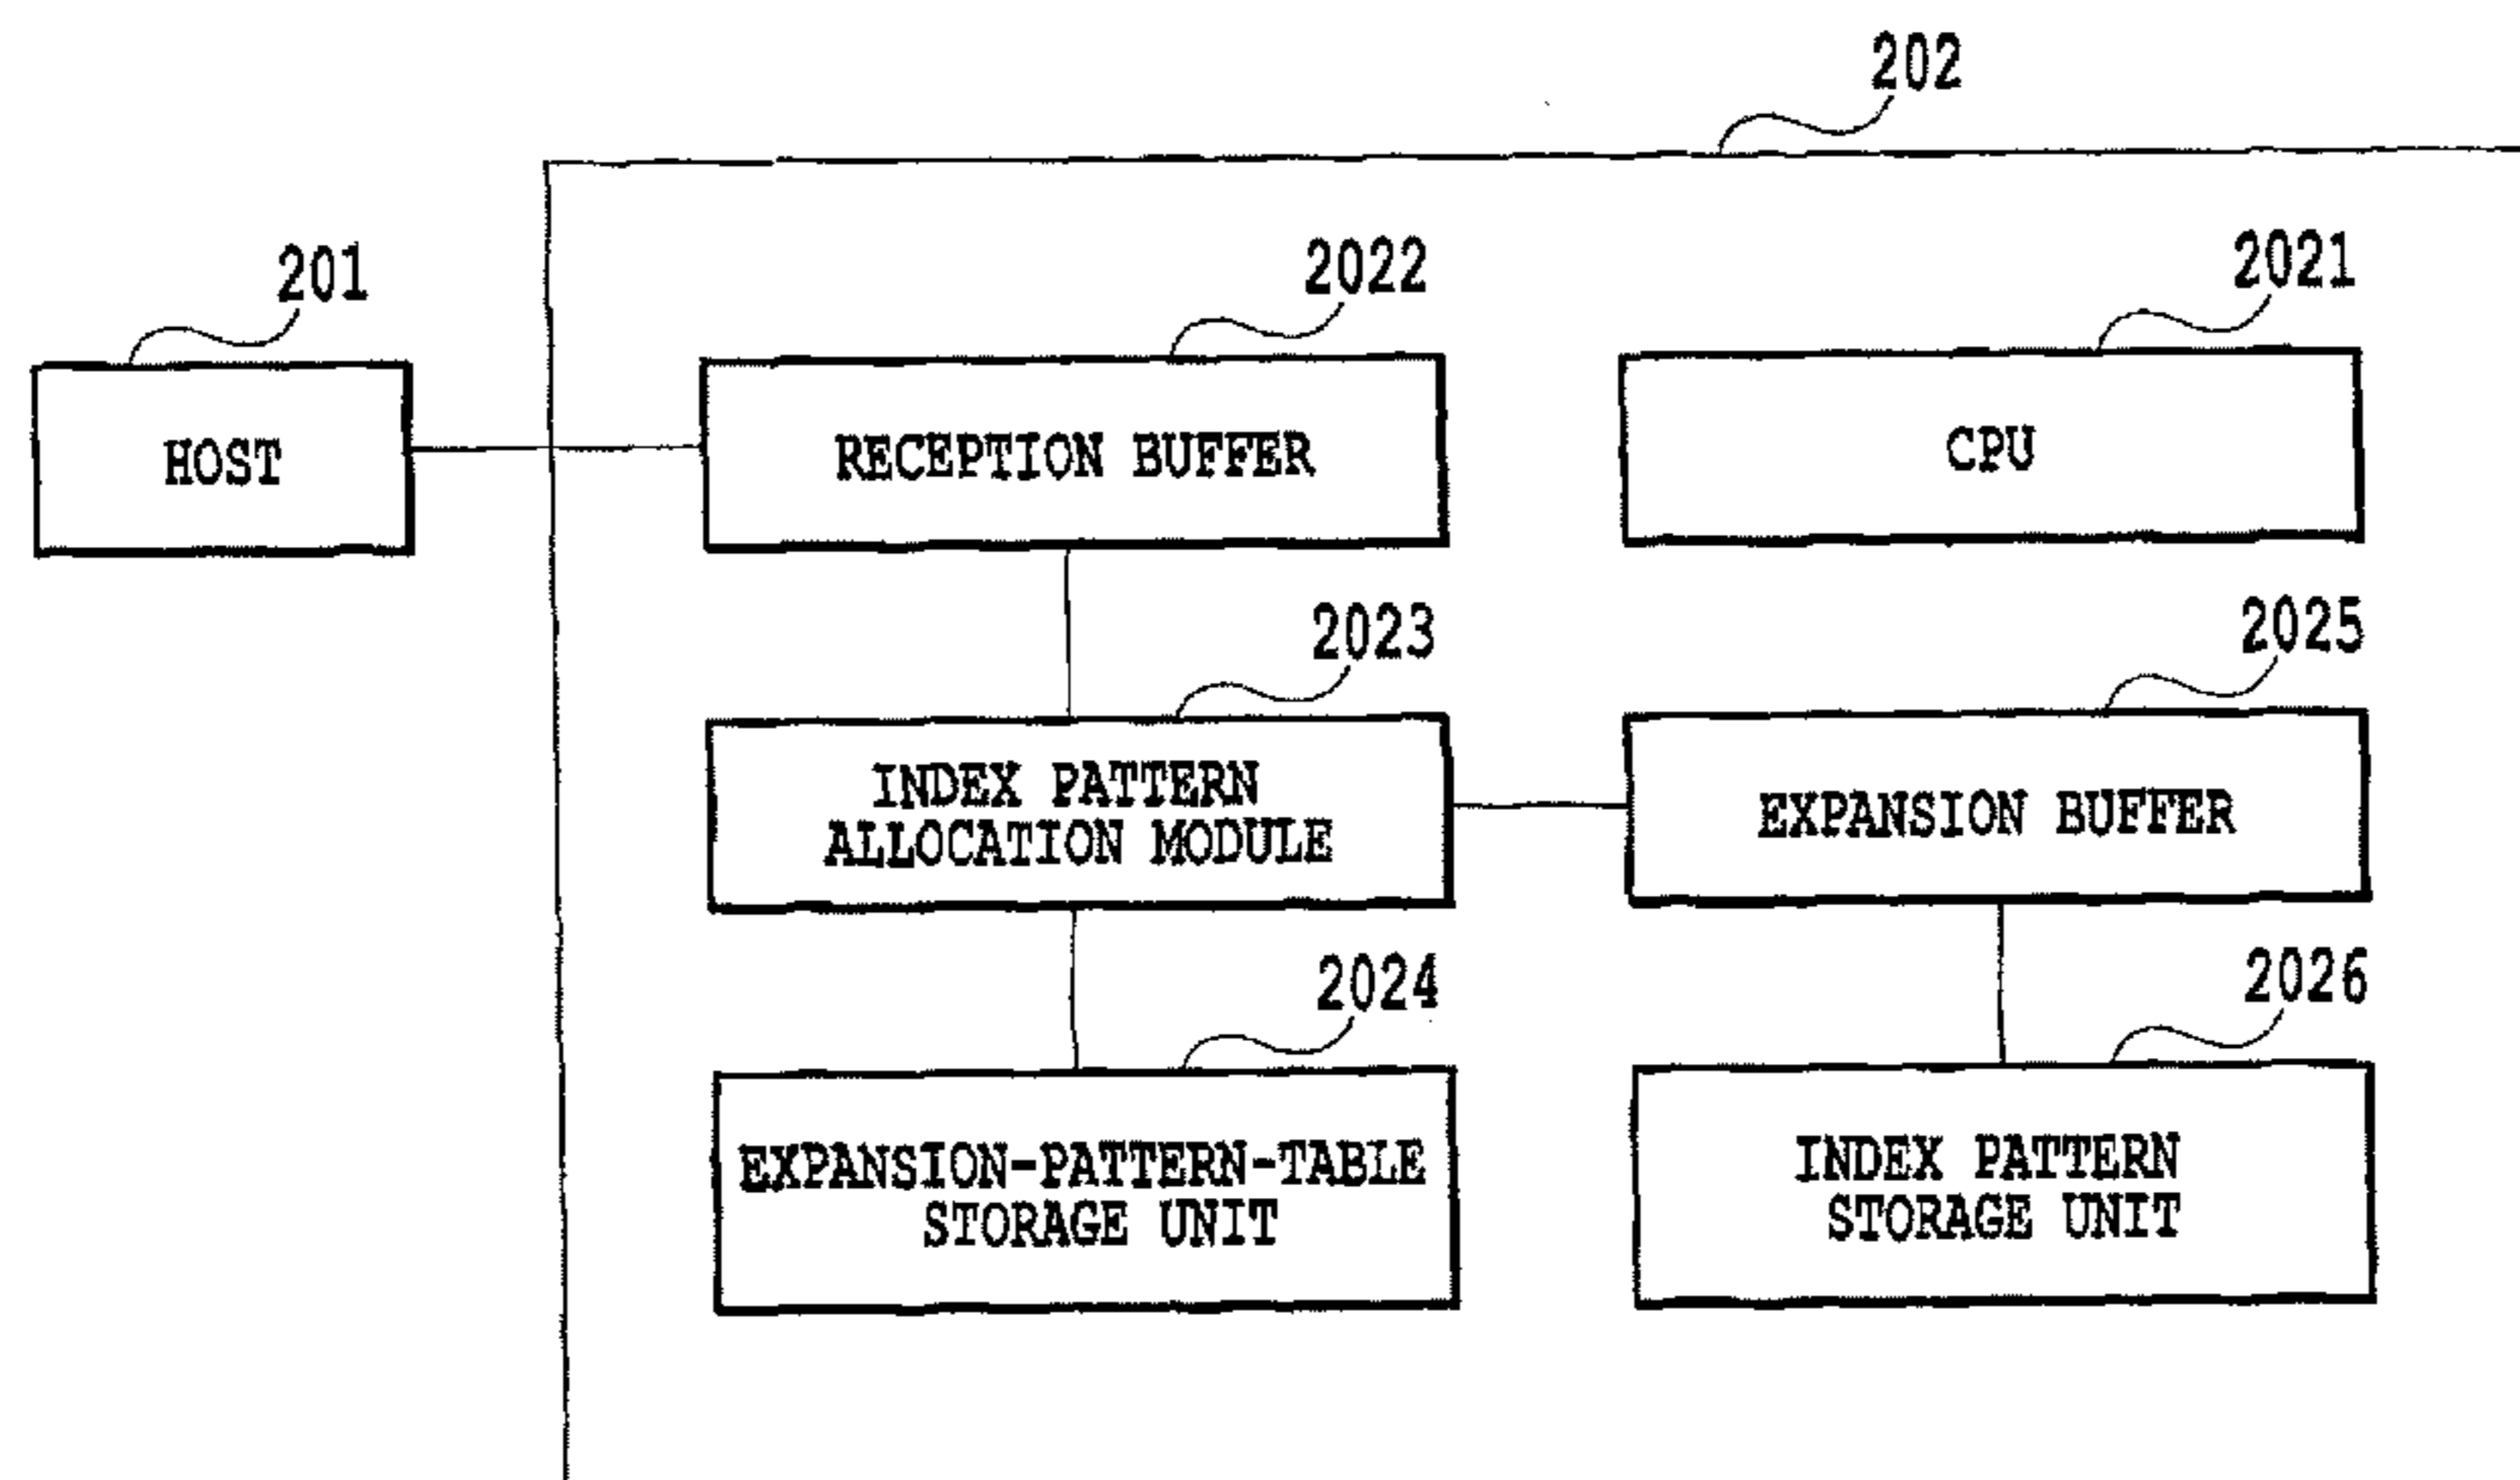 202
201
2022
2021
HOST
RECEPTION BUFFER
CPU
2023
2025
INDEX PATTERN
ALLOCATION MODULE
EXPANSION BUFFER
2024
2026
EXPANSION-PATTERN-TABLE
STORAGE UNIT
INDEX PATTERN
STORAGE UNIT